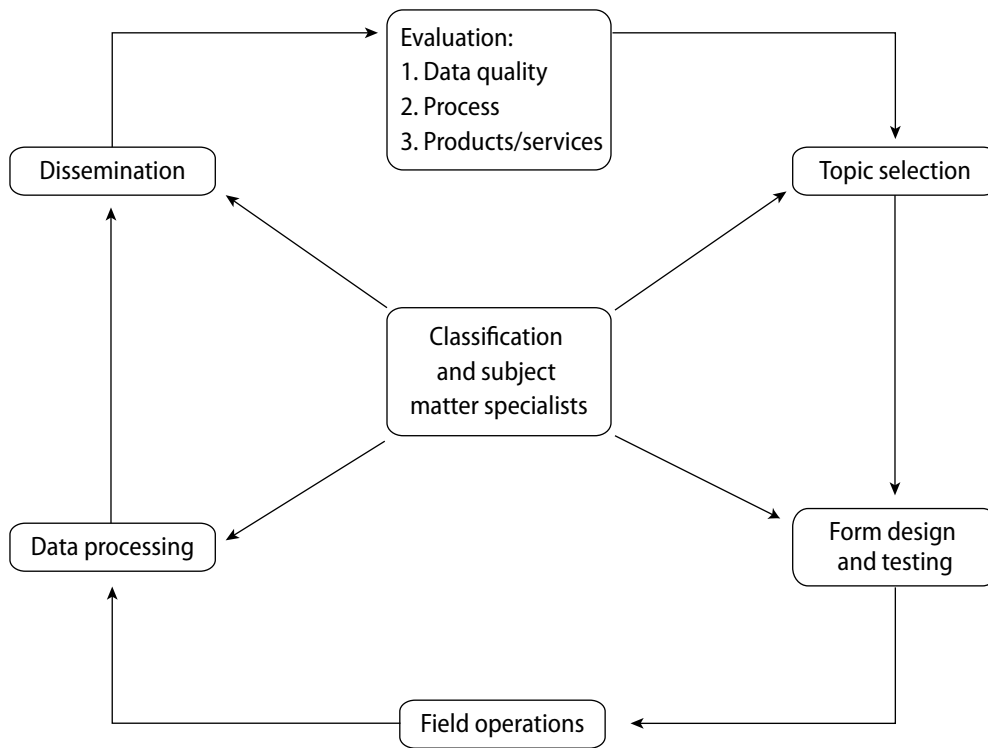 Evaluation:
1. Data quality
2. Process
3. Products/services
Dissemination
Topic selection
Classification
and subject
matter specialists
Data processing
Form design
and testing
Field operations